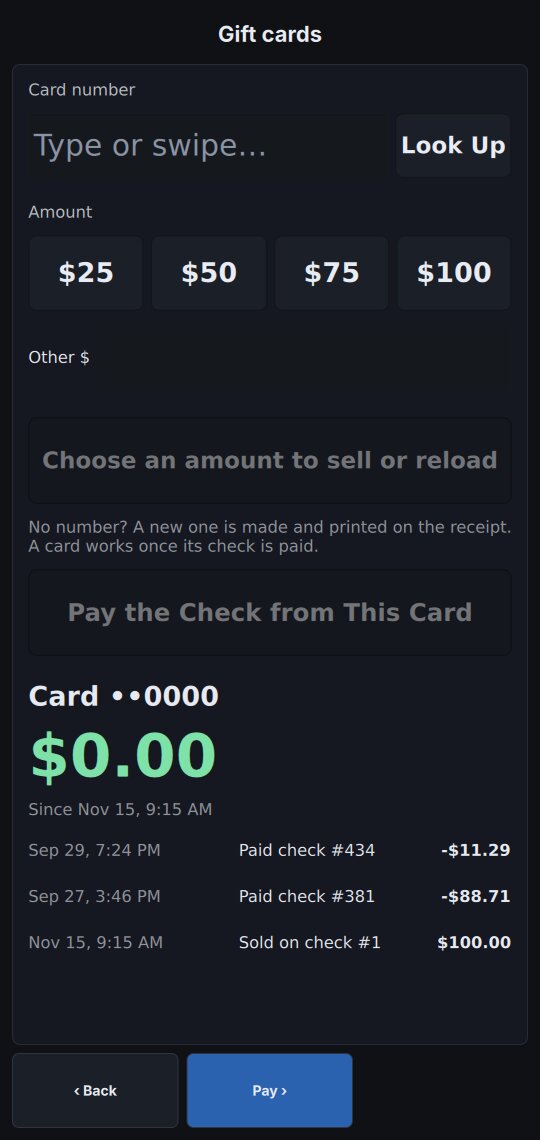 Gift cards
Card number
Type or swipe...
Look Up
Amount
$25 $50 $75 $100
Other $
Choose an amount to sell or reload
No number? A new one is made and printed on the receipt.
A card works once its check is paid.
Pay the Check from This Card
Card ••0000
$0.00
Since Nov 15, 9:15 AM
Sep 29, 7:24 PM Paid check #434 -$11.29
Sep 27, 3:46 PM Paid check #381 -$88.71
Nov 15, 9:15 AM Sold on check #1 $100.00
‹ Back Pay ›